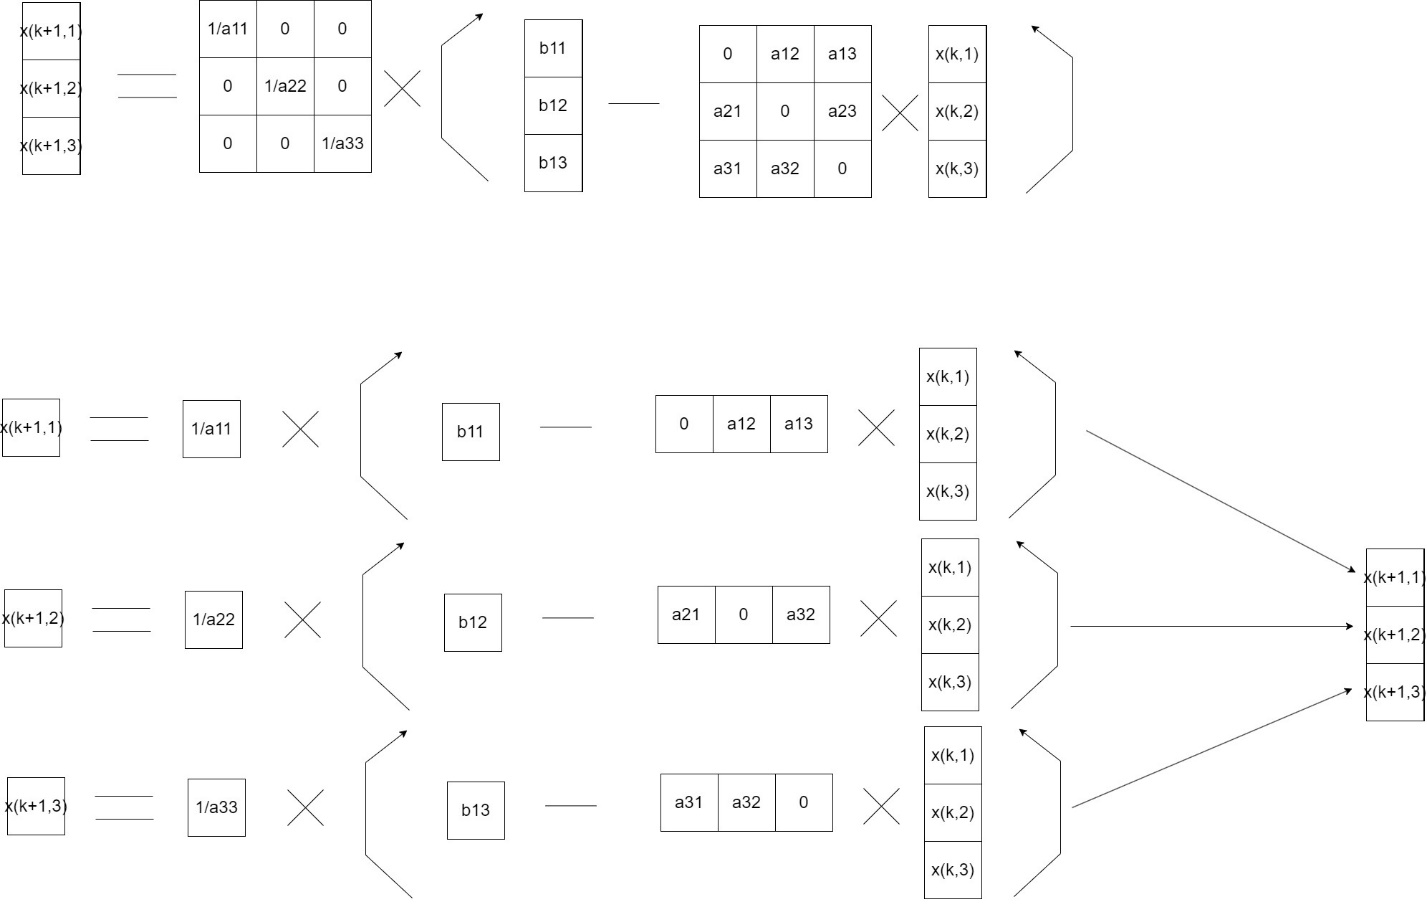 x(k+1,1) 1/a11 0 0 b11 0 a12 a13 x(k,1)
x(k+1,2) 0 1/a22 0 b12 a21 0 a23 x(k,2)
x(k+1,3) 0 0 1/a33 b13 a31 a32 0 x(k,3)
x(k,1)
x(k+1,1) 1/a11 b11 0 a12 a13 x(k,2)
x(k,3)
x(k,1)
x(k+1,2) 1/a22 b12 a21 0 a32 x(k,2)
x(k,3)
x(k+1,1)
x(k+1,2)
x(k+1,3)
x(k,1)
x(k+1,3) 1/a33 b13 a31 a32 0 x(k,2)
x(k,3)